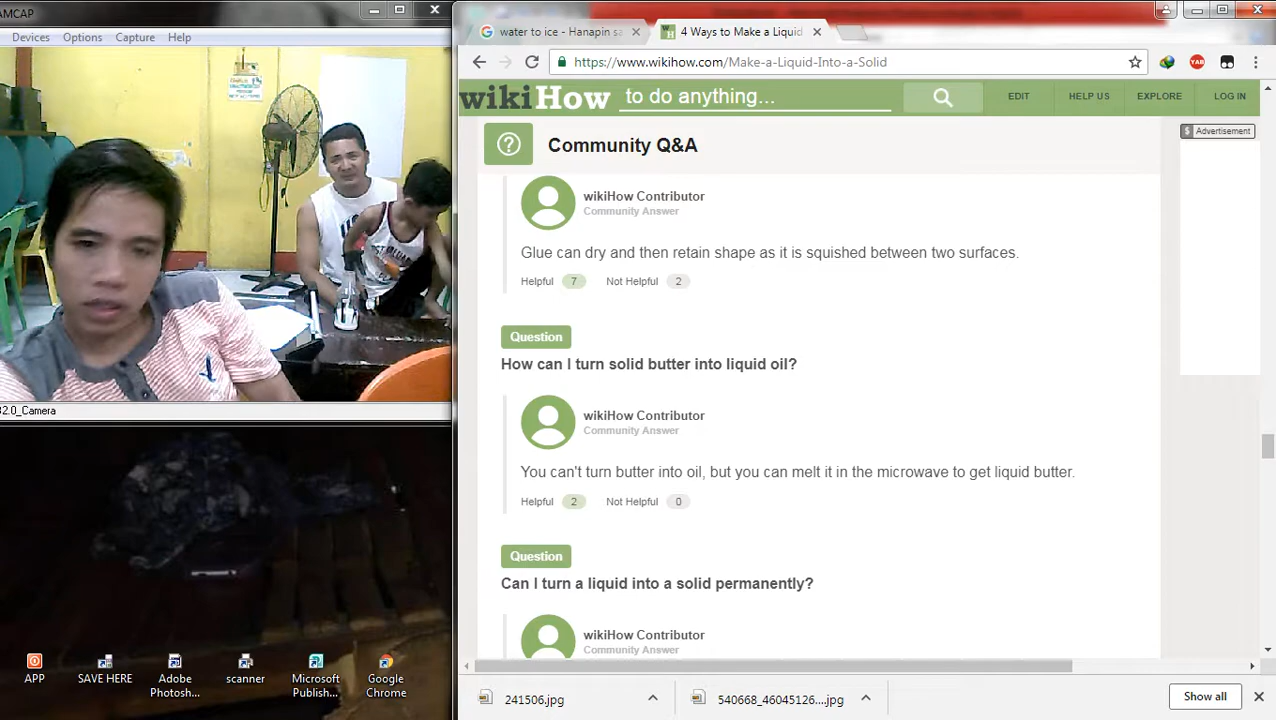 AMCAP
Devices Options Capture Help
32.0_Camera
APP
SAVE HERE
Adobe
Photosh...
scanner
Microsoft
Publish...
Google
Chrome
water to ice - Hanapin sa
4 Ways to Make a Liquid
https://www.wikihow.com/Make-a-Liquid-Into-a-Solid
wikiHow to do anything...
EDIT
HELP US
EXPLORE
LOG IN
Community Q&A
$ Advertisement
wikiHow Contributor
Community Answer
Glue can dry and then retain shape as it is squished between two surfaces.
Helpful 7 Not Helpful 2
Question
How can I turn solid butter into liquid oil?
wikiHow Contributor
Community Answer
You can't turn butter into oil, but you can melt it in the microwave to get liquid butter.
Helpful 2 Not Helpful 0
Question
Can I turn a liquid into a solid permanently?
wikiHow Contributor
Community Answer
241506.jpg
540668_46045126....jpg
Show all